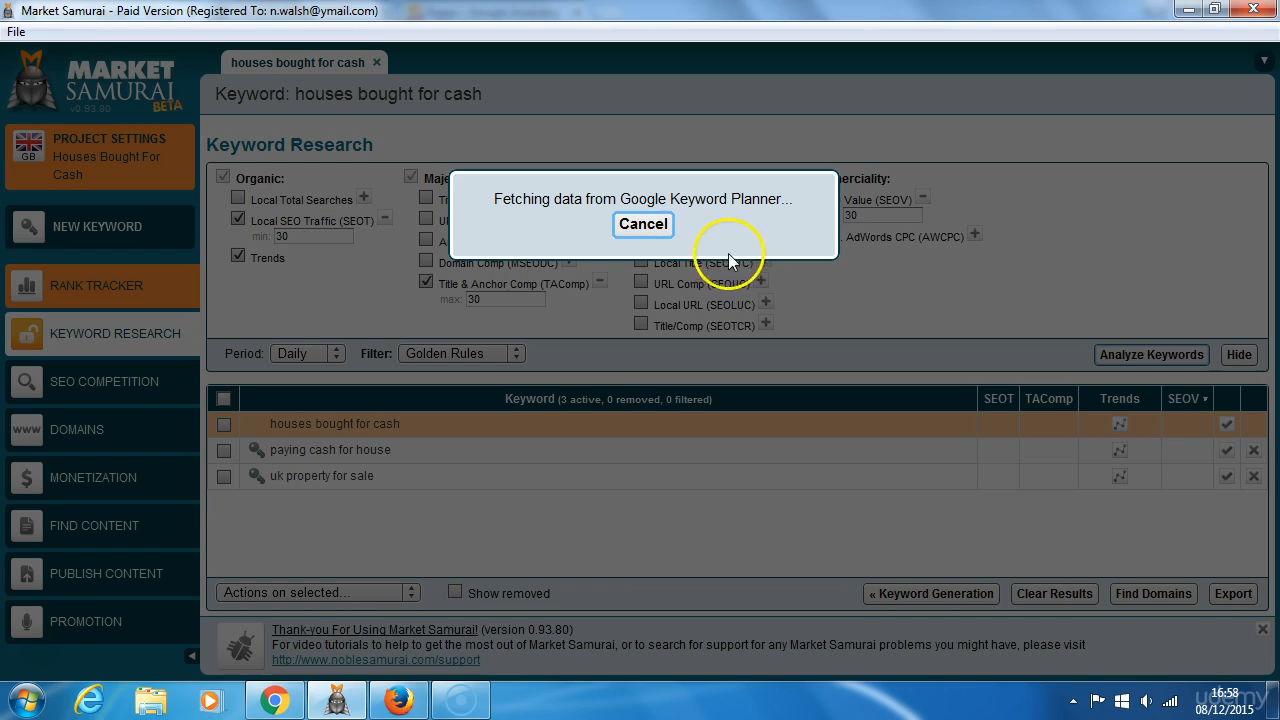 Market Samurai - Paid Version (Registered To: n.walsh@ymail.com)
File
MARKET
SAMURAI
v0.93.80
BETA
houses bought for cash ×
Keyword: houses bought for cash
PROJECT SETTINGS
Houses Bought For
Cash
GB
NEW KEYWORD
RANK TRACKER
KEYWORD RESEARCH
SEO COMPETITION
www DOMAINS
$ MONETIZATION
FIND CONTENT
PUBLISH CONTENT
PROMOTION
Keyword Research
Organic:
Local Total Searches +
Local SEO Traffic (SEOT) −
min: 30
Trends
Domain Comp (MSEODC)
Title & Anchor Comp (TAComp) −
max: 30
Fetching data from Google Keyword Planner...
Cancel
URL Comp (SEOUC) +
Local URL (SEOLUC) +
Title/Comp (SEOTCR) +
Value (SEOV) −
30
AdWords CPC (AWCPC) +
Period: Daily Filter: Golden Rules
Analyze Keywords Hide
Keyword (3 active, 0 removed, 0 filtered) SEOT TAComp Trends SEOV
houses bought for cash
paying cash for house
uk property for sale
Actions on selected... Show removed « Keyword Generation Clear Results Find Domains Export
Thank-you For Using Market Samurai! (version 0.93.80)
For video tutorials to help to get the most out of Market Samurai, or to search for support for any Market Samurai problems you might have, please visit
http://www.noblesamurai.com/support
16:58
08/12/2015
udemy